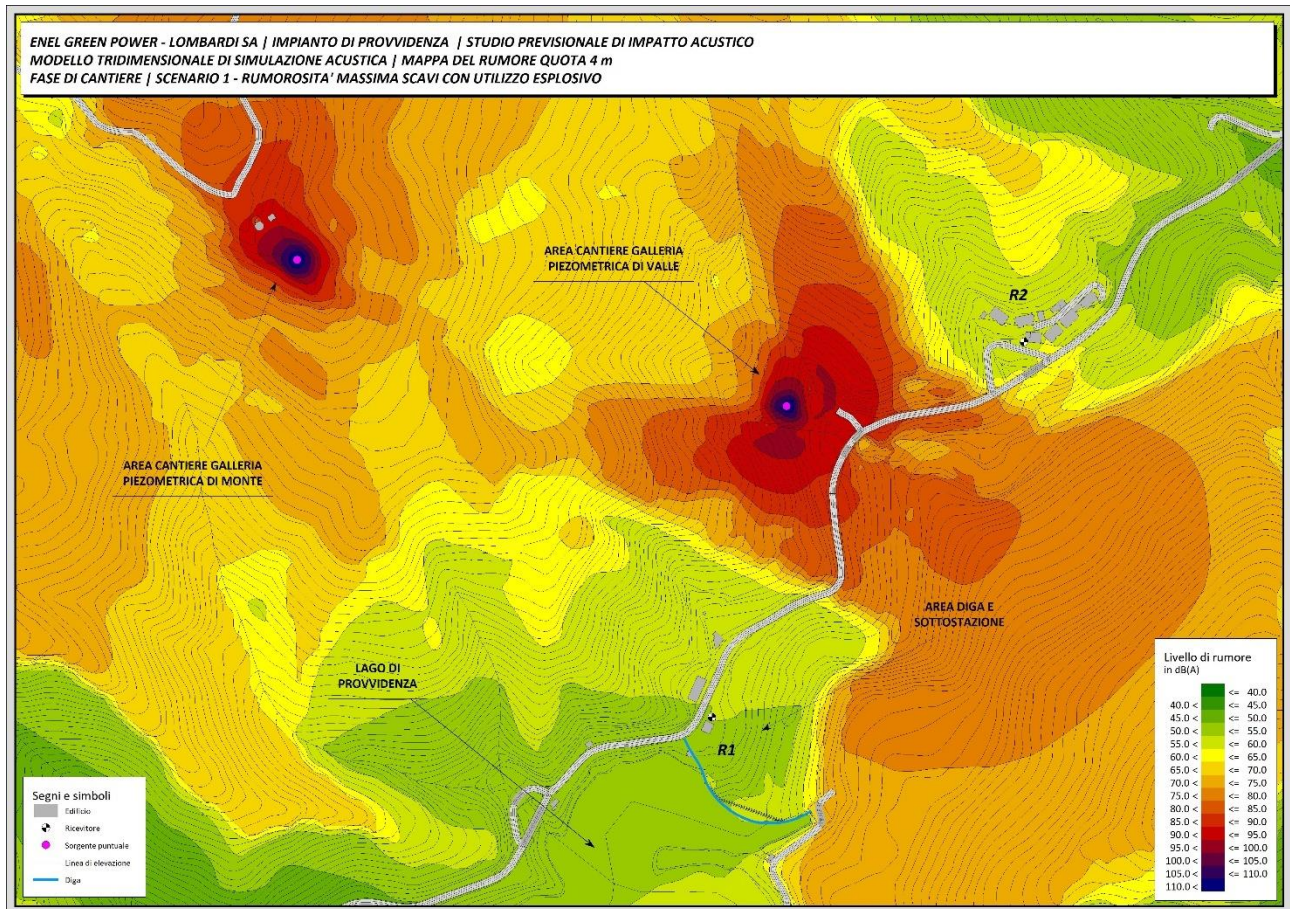 ENEL GREEN POWER - LOMBARDI SA | IMPIANTO DI PROVVIDENZA | STUDIO PREVISIONALE DI IMPATTO ACUSTICO
MODELLO TRIDIMENSIONALE DI SIMULAZIONE ACUSTICA | MAPPA DEL RUMORE QUOTA 4 m
FASE DI CANTIERE | SCENARIO 1 - RUMOROSITA' MASSIMA SCAVI CON UTILIZZO ESPLOSIVO
AREA CANTIERE GALLERIA
PIEZOMETRICA DI VALLE
R2
AREA CANTIERE GALLERIA
PIEZOMETRICA DI MONTE
AREA DIGA E
SOTTOSTAZIONE
LAGO DI
PROVVIDENZA
R1
Segni e simboli
Edificio
Ricevitore
Sorgente puntuale
Linea di elevazione
Diga
Livello di rumore
in dB(A)
<= 40.0
40.0 < <= 45.0
45.0 < <= 50.0
50.0 < <= 55.0
55.0 < <= 60.0
60.0 < <= 65.0
65.0 < <= 70.0
70.0 < <= 75.0
75.0 < <= 80.0
80.0 < <= 85.0
85.0 < <= 90.0
90.0 < <= 95.0
95.0 < <= 100.0
100.0 < <= 105.0
105.0 < <= 110.0
110.0 <